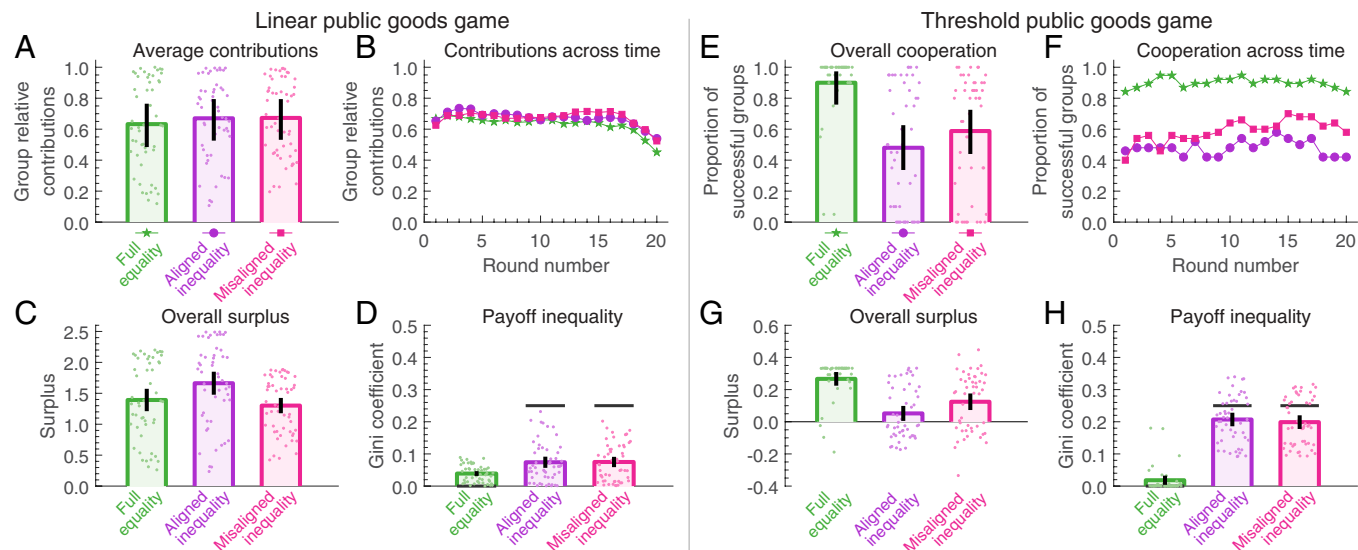 Linear public goods game
Threshold public goods game
A
Average contributions
Group relative
contributions
1.0
0.8
0.6
0.4
0.2
0.0
Full
equality
Aligned
inequality
Misaligned
inequality
B
Contributions across time
Group relative
contributions
1.0
0.8
0.6
0.4
0.2
0.0
0
5
10
15
20
Round number
E
Overall cooperation
Proportion of
successful groups
1.0
0.8
0.6
0.4
0.2
0.0
Full
equality
Aligned
inequality
Misaligned
inequality
F
Cooperation across time
Proportion of
successful groups
1.0
0.8
0.6
0.4
0.2
0.0
0
5
10
15
20
Round number
C
Overall surplus
Surplus
2.5
2.0
1.5
1.0
0.5
0.0
Full
equality
Aligned
inequality
Misaligned
inequality
D
Payoff inequality
Gini coefficient
0.5
0.4
0.3
0.2
0.1
0.0
Full
equality
Aligned
inequality
Misaligned
inequality
G
Overall surplus
Surplus
0.6
0.4
0.2
0.0
-0.2
-0.4
Full
equality
Aligned
inequality
Misaligned
inequality
H
Payoff inequality
Gini coefficient
0.5
0.4
0.3
0.2
0.1
0.0
Full
equality
Aligned
inequality
Misaligned
inequality